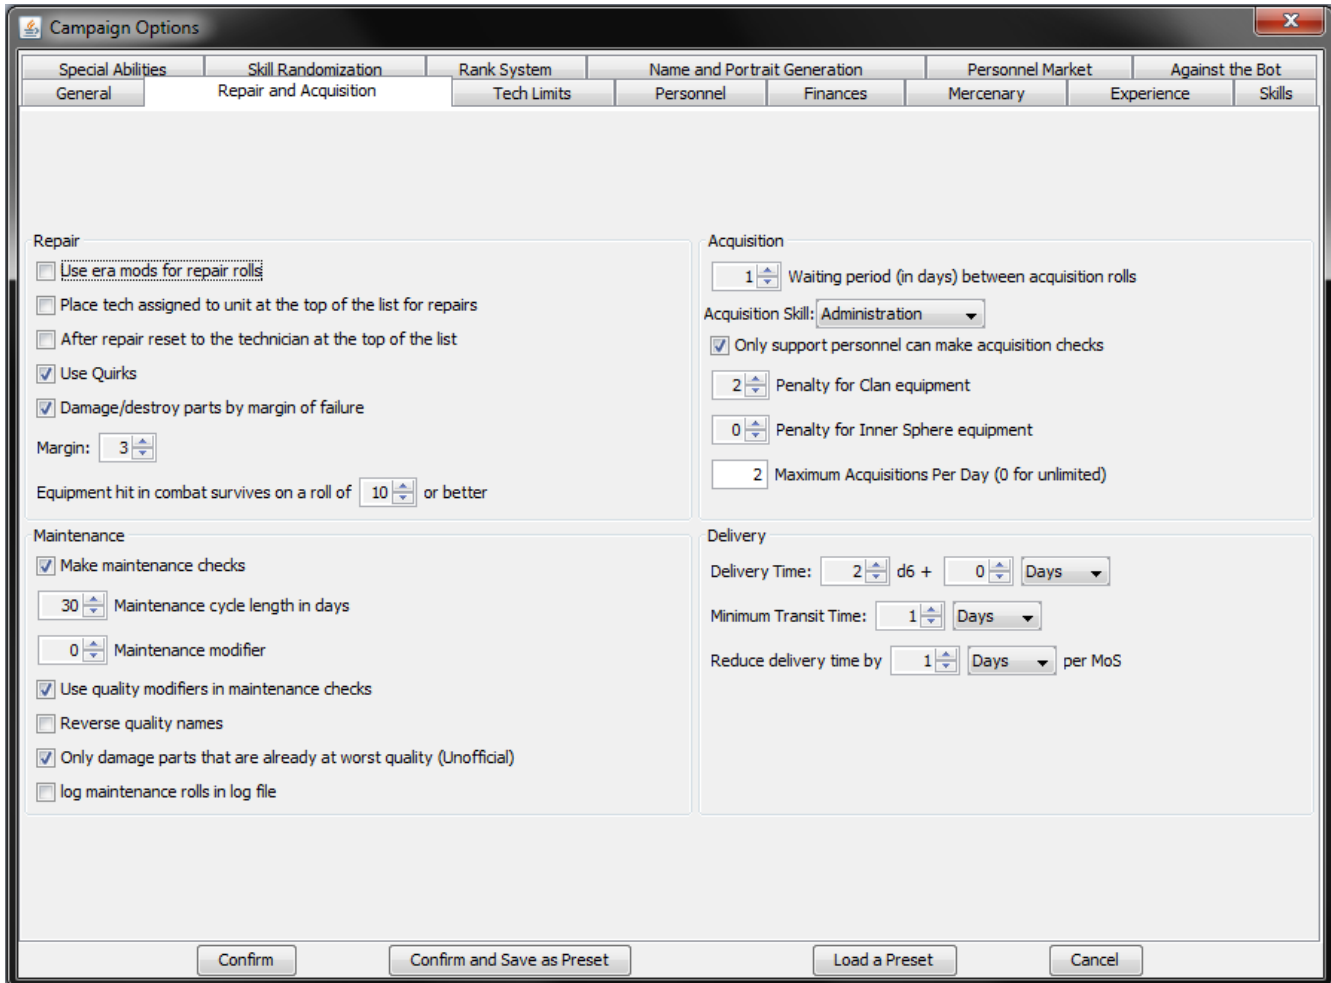 Campaign Options
Special Abilities Skill Randomization Rank System Name and Portrait Generation Personnel Market Against the Bot
General Repair and Acquisition Tech Limits Personnel Finances Mercenary Experience Skills
Repair
Use era mods for repair rolls
Place tech assigned to unit at the top of the list for repairs
After repair reset to the technician at the top of the list
Use Quirks
Damage/destroy parts by margin of failure
Margin: 3
Equipment hit in combat survives on a roll of 10 or better
Acquisition
1 Waiting period (in days) between acquisition rolls
Acquisition Skill: Administration
Only support personnel can make acquisition checks
2 Penalty for Clan equipment
0 Penalty for Inner Sphere equipment
2 Maximum Acquisitions Per Day (0 for unlimited)
Maintenance
Make maintenance checks
30 Maintenance cycle length in days
0 Maintenance modifier
Use quality modifiers in maintenance checks
Reverse quality names
Only damage parts that are already at worst quality (Unofficial)
log maintenance rolls in log file
Delivery
Delivery Time: 2 d6 + 0 Days
Minimum Transit Time: 1 Days
Reduce delivery time by 1 Days per MoS
Confirm Confirm and Save as Preset Load a Preset Cancel